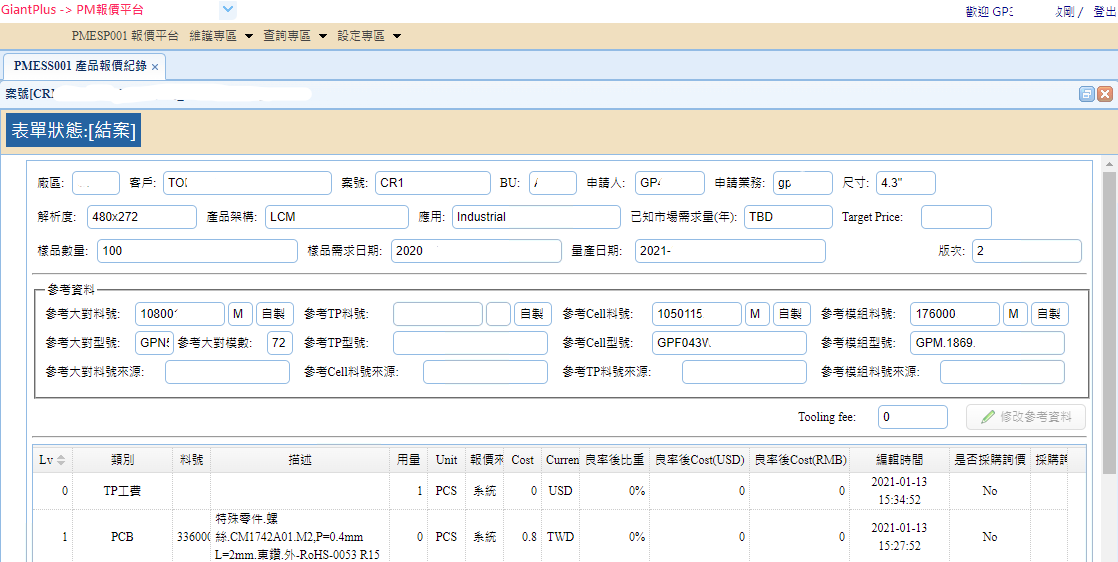 GiantPlus -> PM報價平台 歡迎 GP 政剛 / 登出
PMESP001 報價平台 維護專區 查詢專區 設定專區
PMESS001 產品報價紀錄 ×
案號[CR
表單狀態:[結案]
廠區: 客戶: TO 案號: CR1 BU: 申請人: GP 申請業務: gp 尺寸: 4.3"
解析度: 480x272 產品架構: LCM 應用: Industrial 已知市場需求量(年): TBD Target Price:
樣品數量: 100 樣品需求日期: 2020 量產日期: 2021- 版次: 2
參考資料
參考大對料號: 10800 M 自製 參考TP料號: 自製 參考Cell料號: 1050115 M 自製 參考模組料號: 176000 M 自製
參考大對型號: GPN 參考大對模數: 72 參考TP型號: 參考Cell型號: GPF043 參考模組型號: GPM.1869.
參考大對料號來源: 參考Cell料號來源: 參考TP料號來源: 參考模組料號來源:
Tooling fee: 0 修改參考資料
Lv 類別 料號 描述 用量 Unit 報價來 Cost Curren 良率後比重 良率後Cost(USD) 良率後Cost(RMB) 編輯時間 是否採購詢價 採購詢
0 TP工費 1 PCS 系統 0 USD 0% 0 0 2021-01-13 15:34:52 No
1 PCB 33600 特殊零件.螺
絲.CM1742A01.M2,P=0.4mm
L=2mm.東鑽.外-RoHS-0053 R15 0 PCS 系統 0.8 TWD 0% 0 0 2021-01-13 15:27:52 No